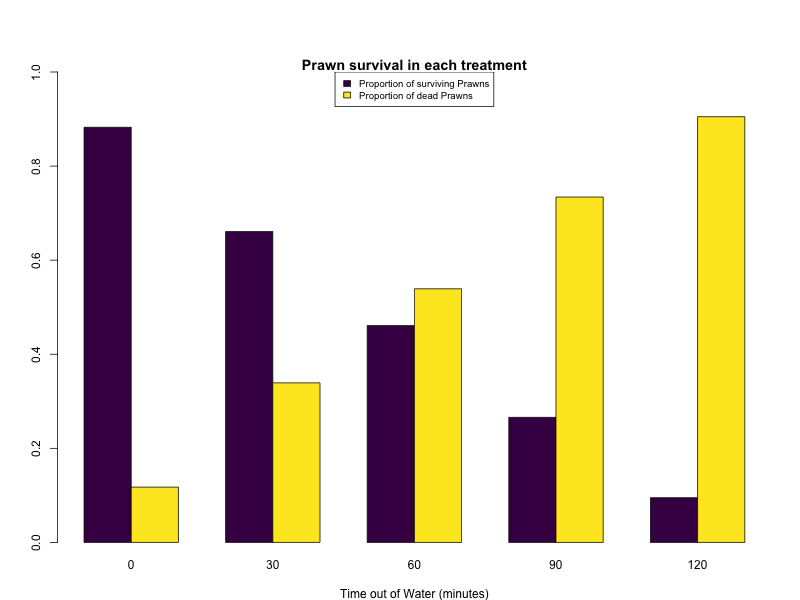 Prawn survival in each treatment
Proportion of surviving Prawns
Proportion of dead Prawns
1.0
0.8
0.6
0.4
0.2
0.0
0 30 60 90 120
Time out of Water (minutes)